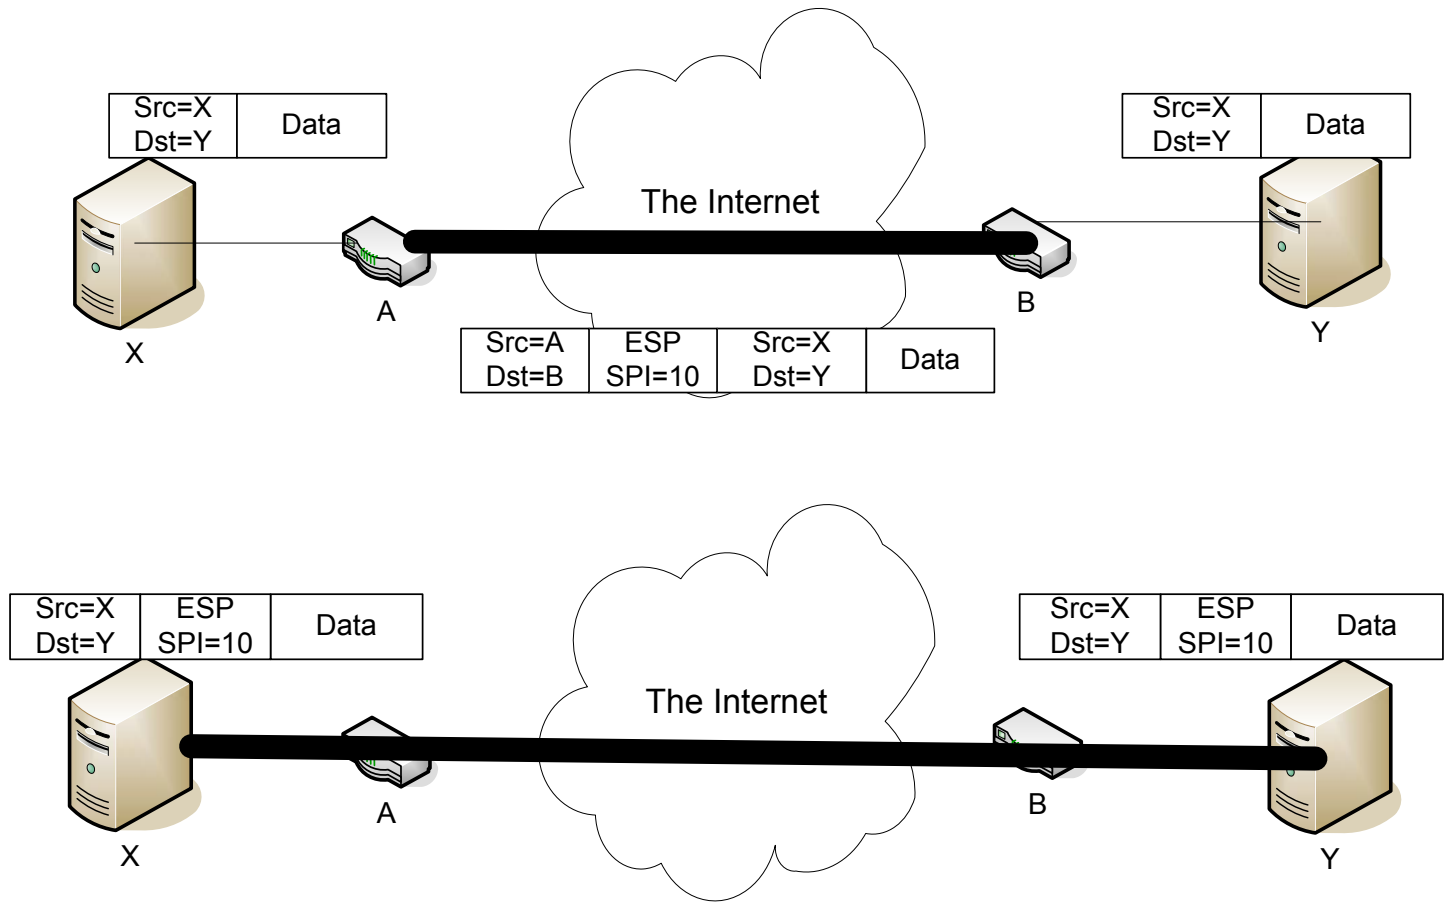 Src=X
Dst=Y
Data
Src=X
Dst=Y
Data
The Internet
A
B
X
Y
Src=A
Dst=B
ESP
SPI=10
Src=X
Dst=Y
Data
Src=X
Dst=Y
ESP
SPI=10
Data
Src=X
Dst=Y
ESP
SPI=10
Data
The Internet
A
B
X
Y